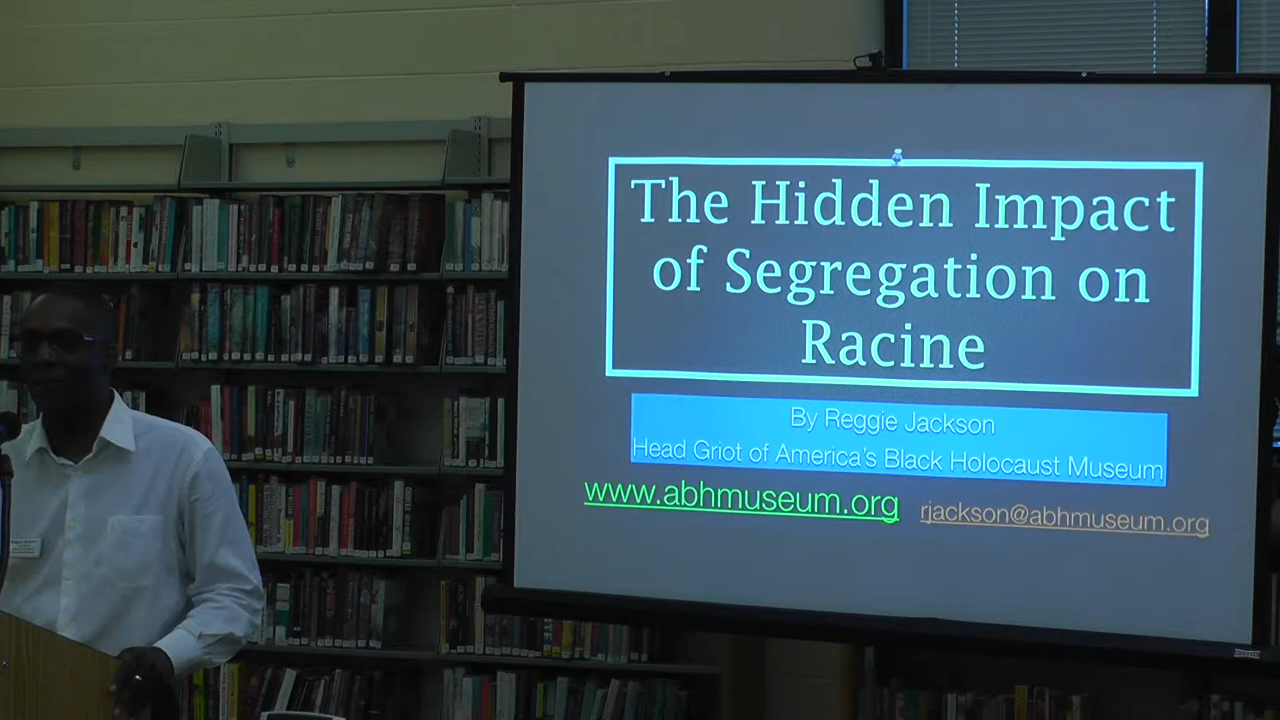 The Hidden Impact
of Segregation on
Racine
By Reggie Jackson
Head Griot of America's Black Holocaust Museum
www.abhmuseum.org
rjackson@abhmuseum.org